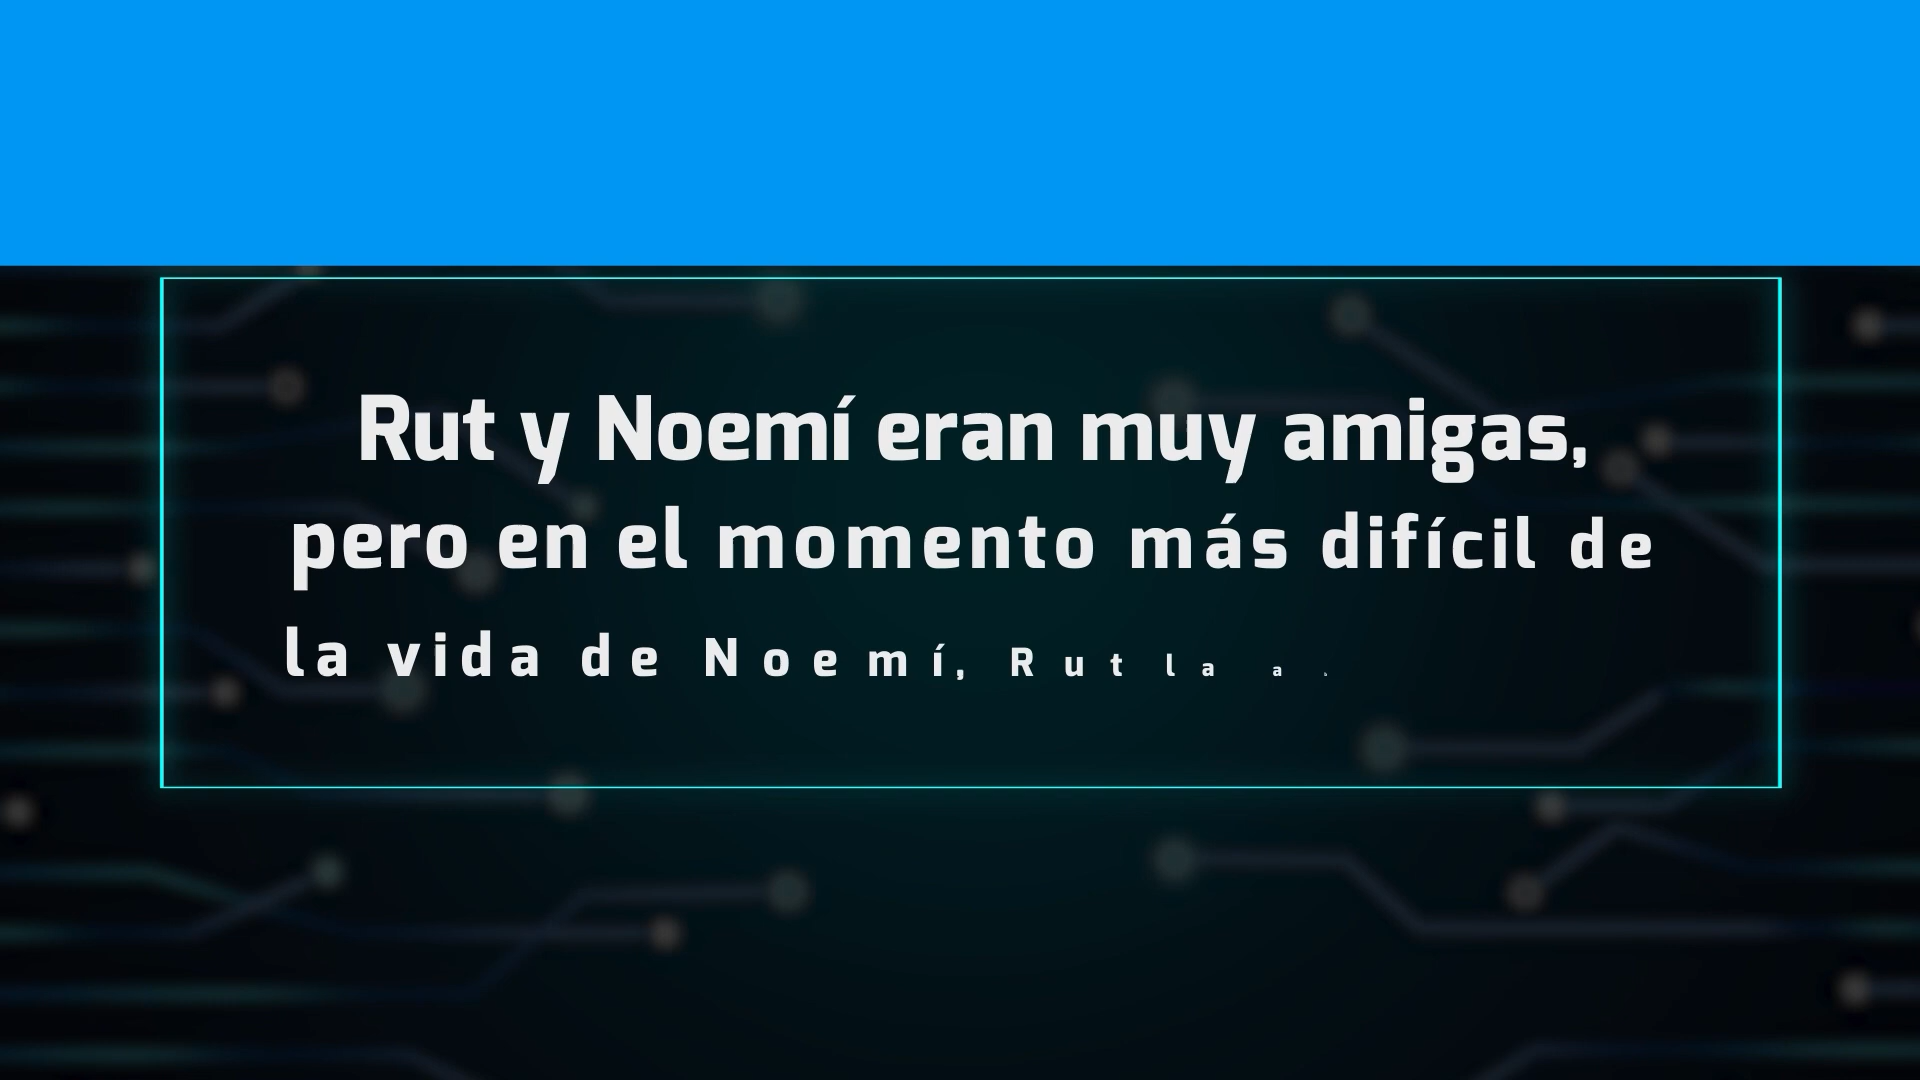 Rut y Noemí eran muy amigas,
pero en el momento más difícil de
la vida de Noemí, Rut la a